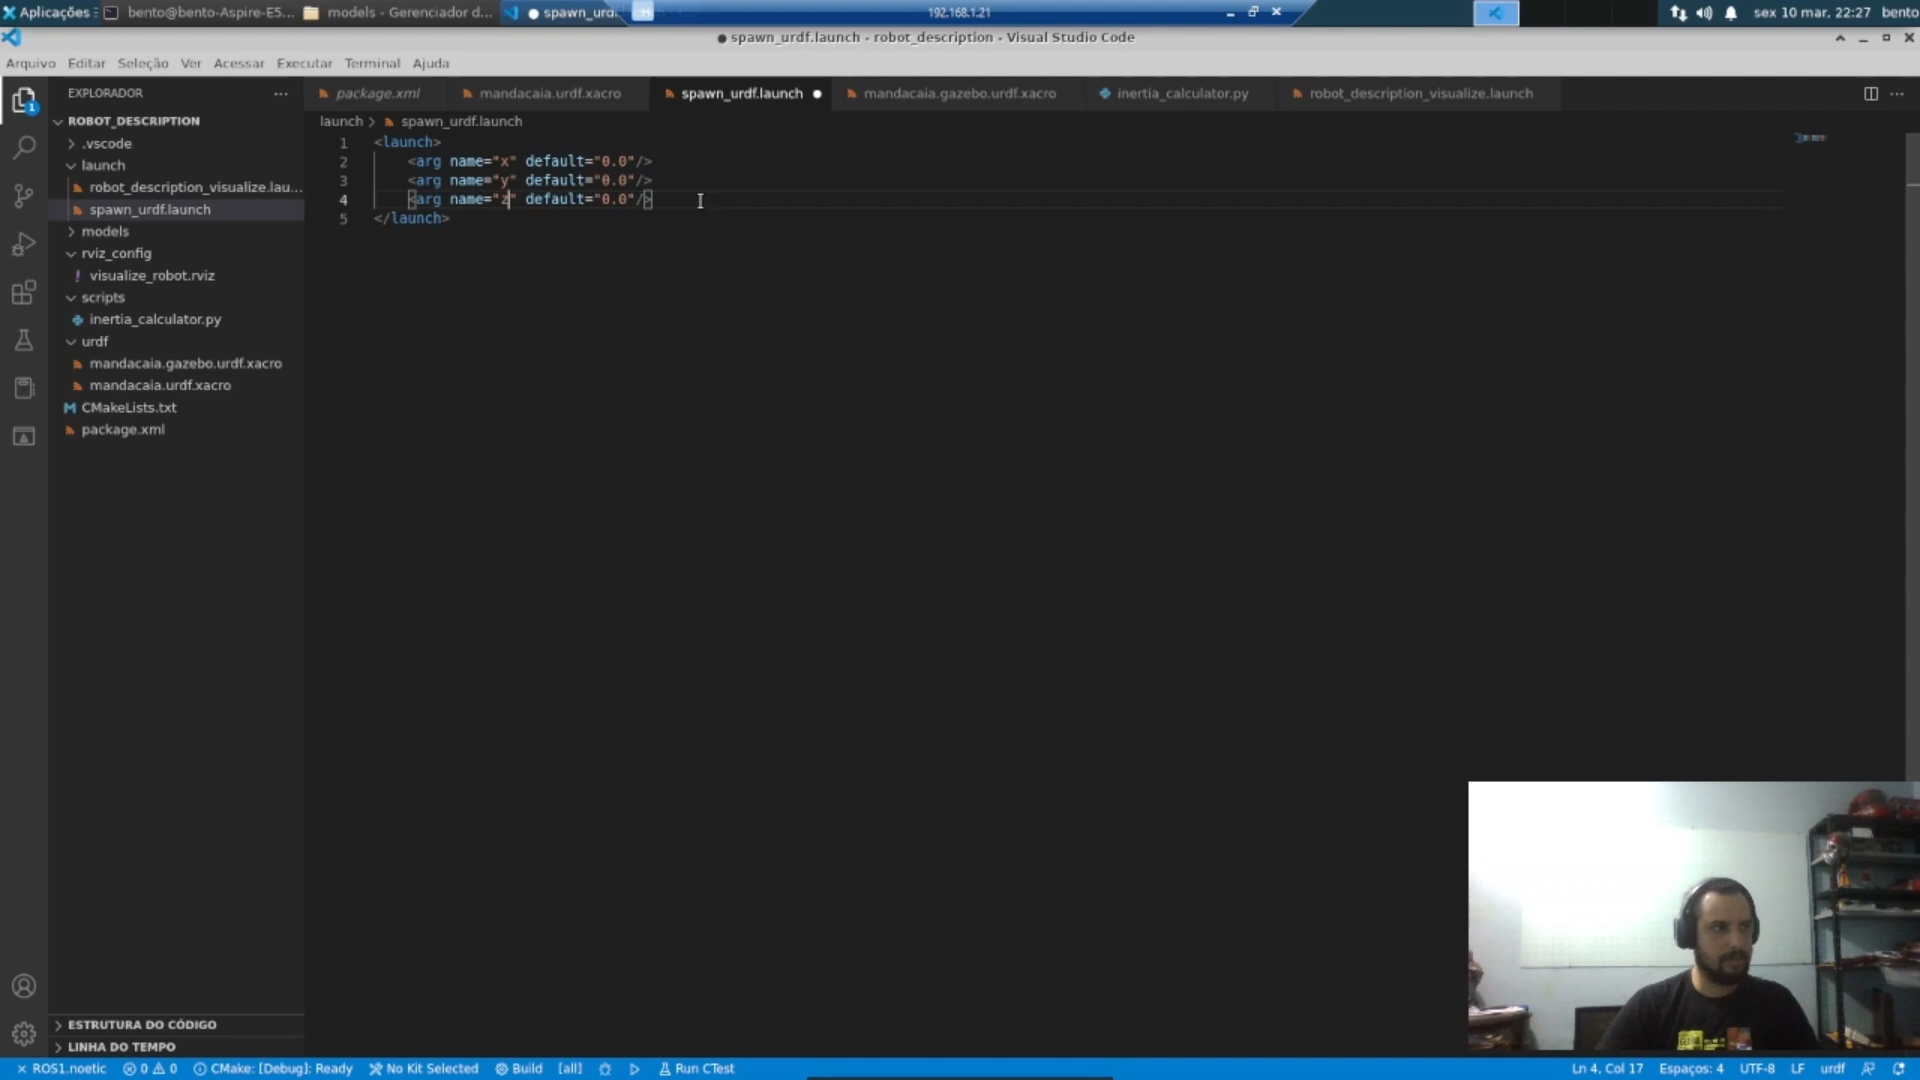 Aplicações
bento@bento-Aspire-E5...
models - Gerenciador d...
● spawn_urd
192.168.1.21
sex 10 mar, 22:27
bento
● spawn_urdf.launch - robot_description - Visual Studio Code
Arquivo Editar Seleção Ver Acessar Executar Terminal Ajuda
EXPLORADOR ...
package.xml
mandacaia.urdf.xacro
spawn_urdf.launch ●
mandacaia.gazebo.urdf.xacro
inertia_calculator.py
robot_description_visualize.launch
1
ROBOT_DESCRIPTION
.vscode
launch
robot_description_visualize.lau...
spawn_urdf.launch
models
rviz_config
visualize_robot.rviz
scripts
inertia_calculator.py
urdf
mandacaia.gazebo.urdf.xacro
mandacaia.urdf.xacro
CMakeLists.txt
package.xml
launch > spawn_urdf.launch
1 <launch>
2 <arg name="x" default="0.0"/>
3 <arg name="y" default="0.0"/>
4 <arg name="z" default="0.0"/>
5 </launch>
ESTRUTURA DO CÓDIGO
LINHA DO TEMPO
ROS1.noetic 0 0 CMake: [Debug]: Ready No Kit Selected Build [all] Run CTest
Ln 4, Col 17 Espaços: 4 UTF-8 LF urdf